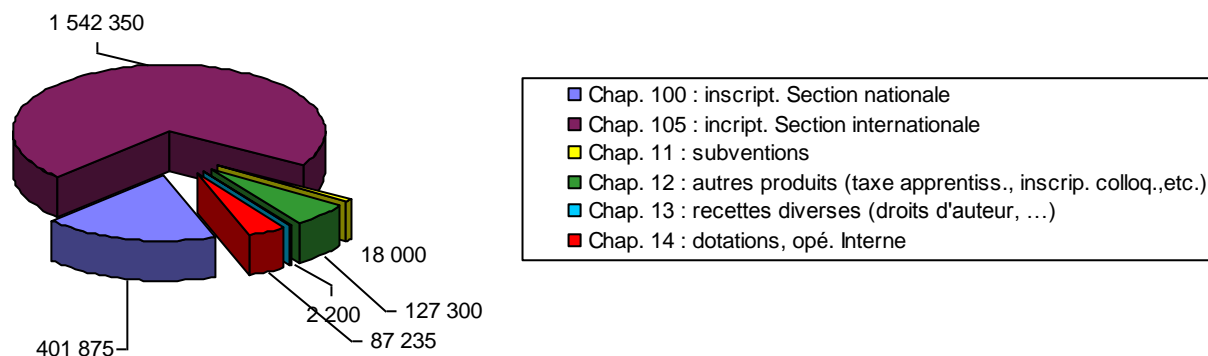 1 542 350
18 000
127 300
2 200
87 235
401 875
Chap. 100 : inscript. Section nationale
Chap. 105 : incript. Section internationale
Chap. 11 : subventions
Chap. 12 : autres produits (taxe apprentiss., inscrip. colloq.,etc.)
Chap. 13 : recettes diverses (droits d'auteur, …)
Chap. 14 : dotations, opé. Interne